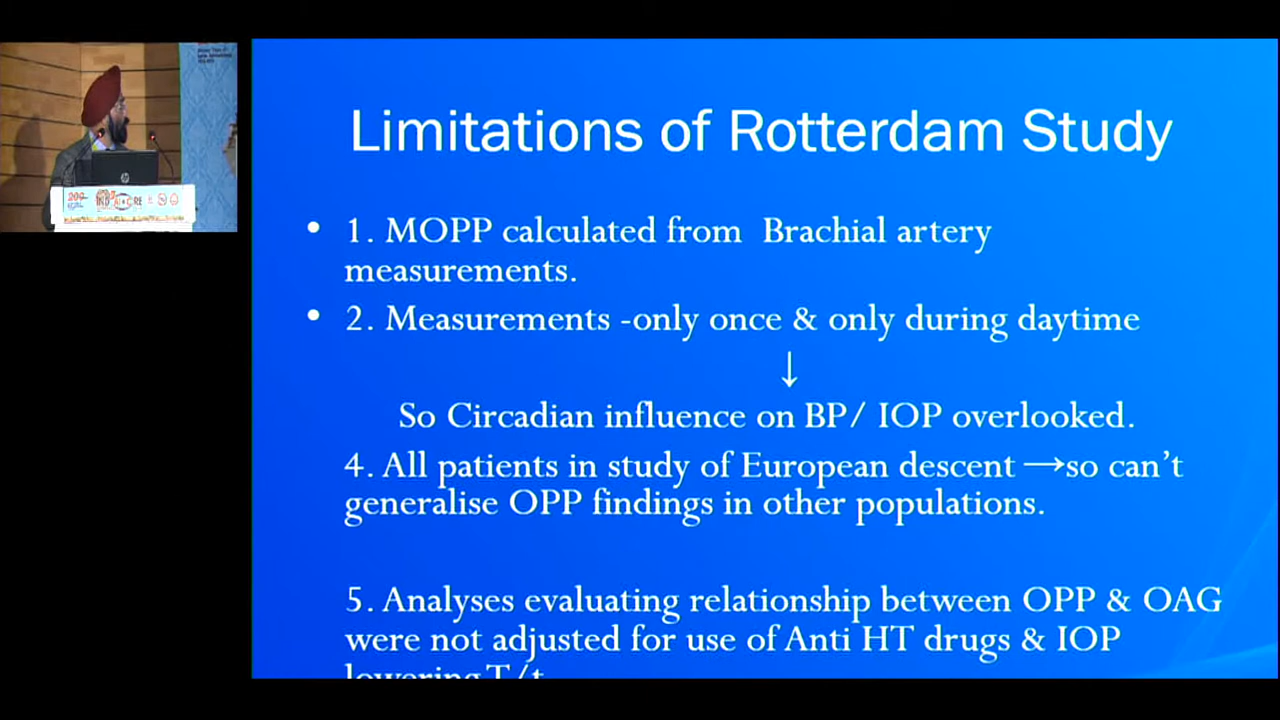 Limitations of Rotterdam Study
• 1. MOPP calculated from Brachial artery
measurements.
• 2. Measurements -only once & only during daytime
↓
So Circadian influence on BP/ IOP overlooked.
4. All patients in study of European descent →so can't
generalise OPP findings in other populations.
5. Analyses evaluating relationship between OPP & OAG
were not adjusted for use of Anti HT drugs & IOP
lowering T/t
hp